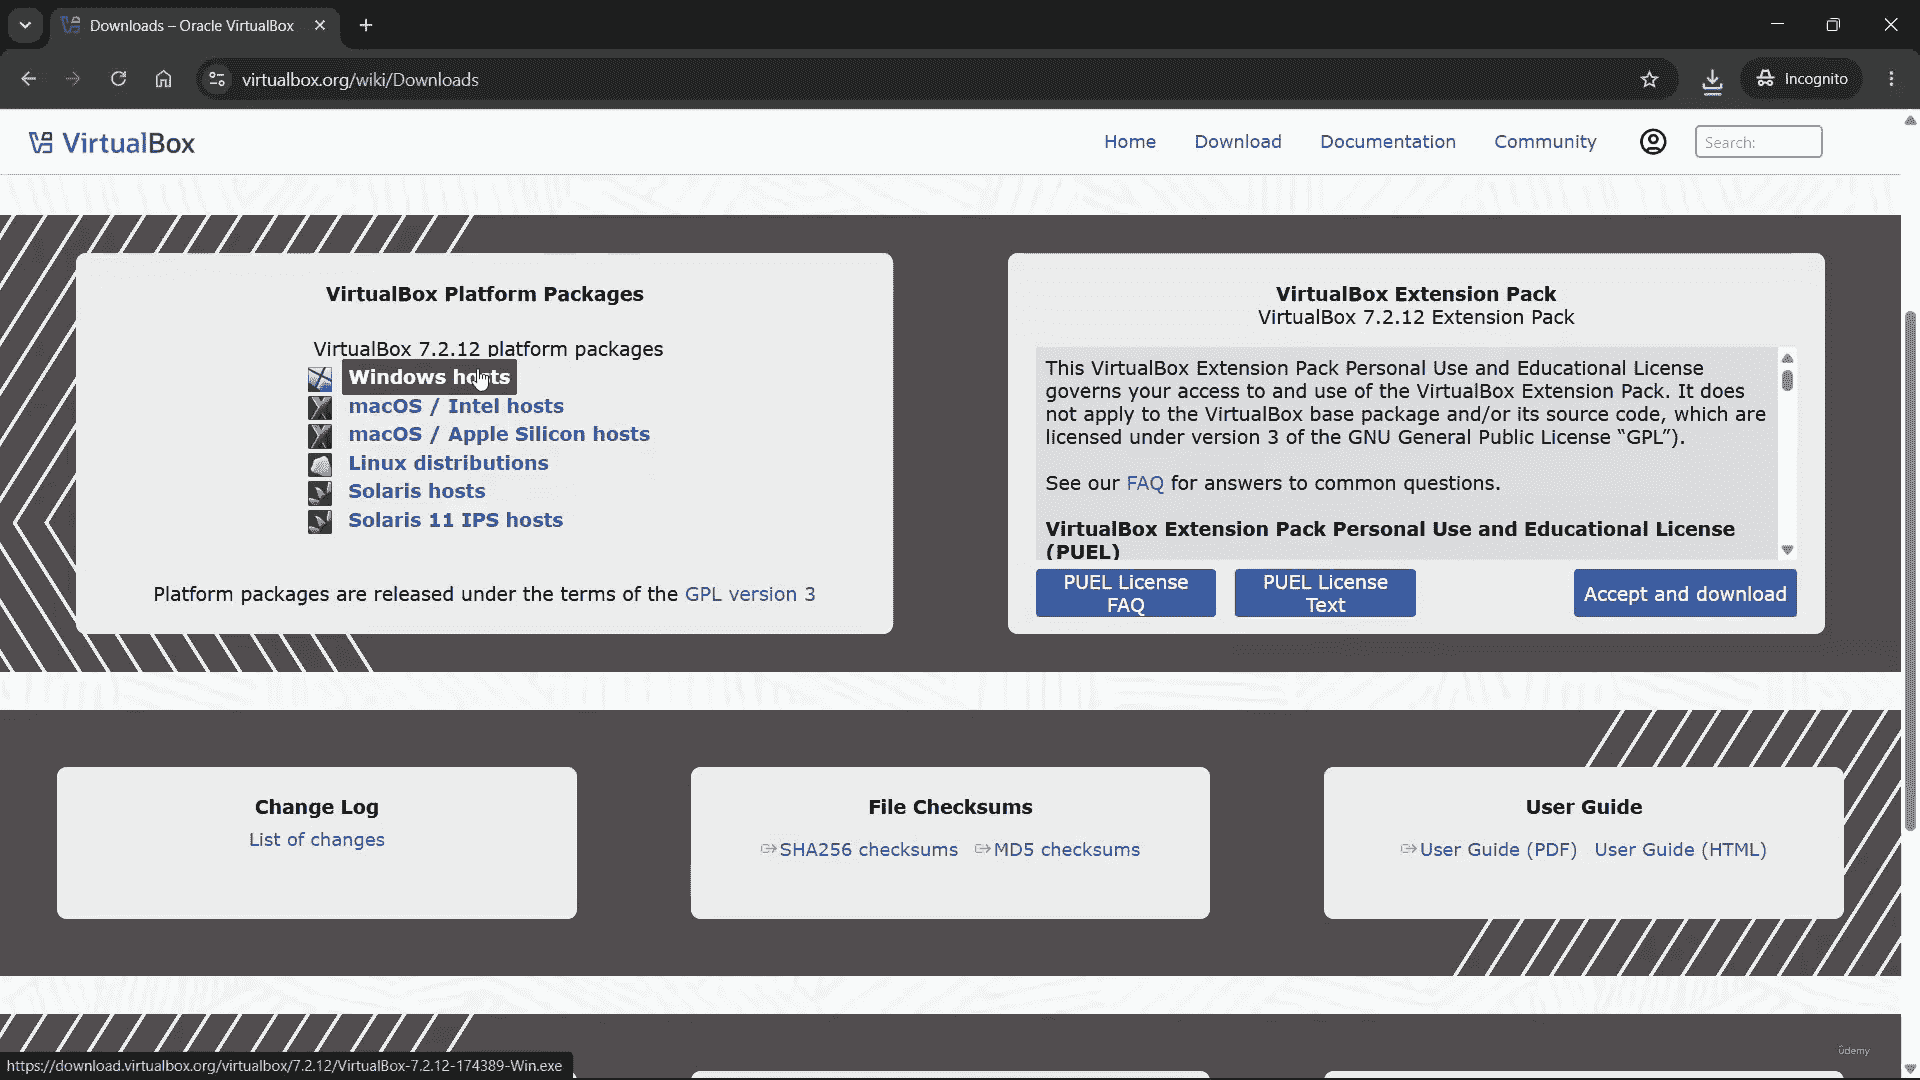 Downloads – Oracle VirtualBox
virtualbox.org/wiki/Downloads
Incognito
VirtualBox
Home
Download
Documentation
Community
Search:
VirtualBox Platform Packages
VirtualBox 7.2.12 platform packages
Windows hosts
macOS / Intel hosts
macOS / Apple Silicon hosts
Linux distributions
Solaris hosts
Solaris 11 IPS hosts
Platform packages are released under the terms of the GPL version 3
VirtualBox Extension Pack
VirtualBox 7.2.12 Extension Pack
This VirtualBox Extension Pack Personal Use and Educational License
governs your access to and use of the VirtualBox Extension Pack. It does
not apply to the VirtualBox base package and/or its source code, which are
licensed under version 3 of the GNU General Public License “GPL”).
See our FAQ for answers to common questions.
VirtualBox Extension Pack Personal Use and Educational License
(PUEL)
PUEL License
FAQ
PUEL License
Text
Accept and download
Change Log
List of changes
File Checksums
SHA256 checksums
MD5 checksums
User Guide
User Guide (PDF)
User Guide (HTML)
https://download.virtualbox.org/virtualbox/7.2.12/VirtualBox-7.2.12-174389-Win.exe
ûdemy